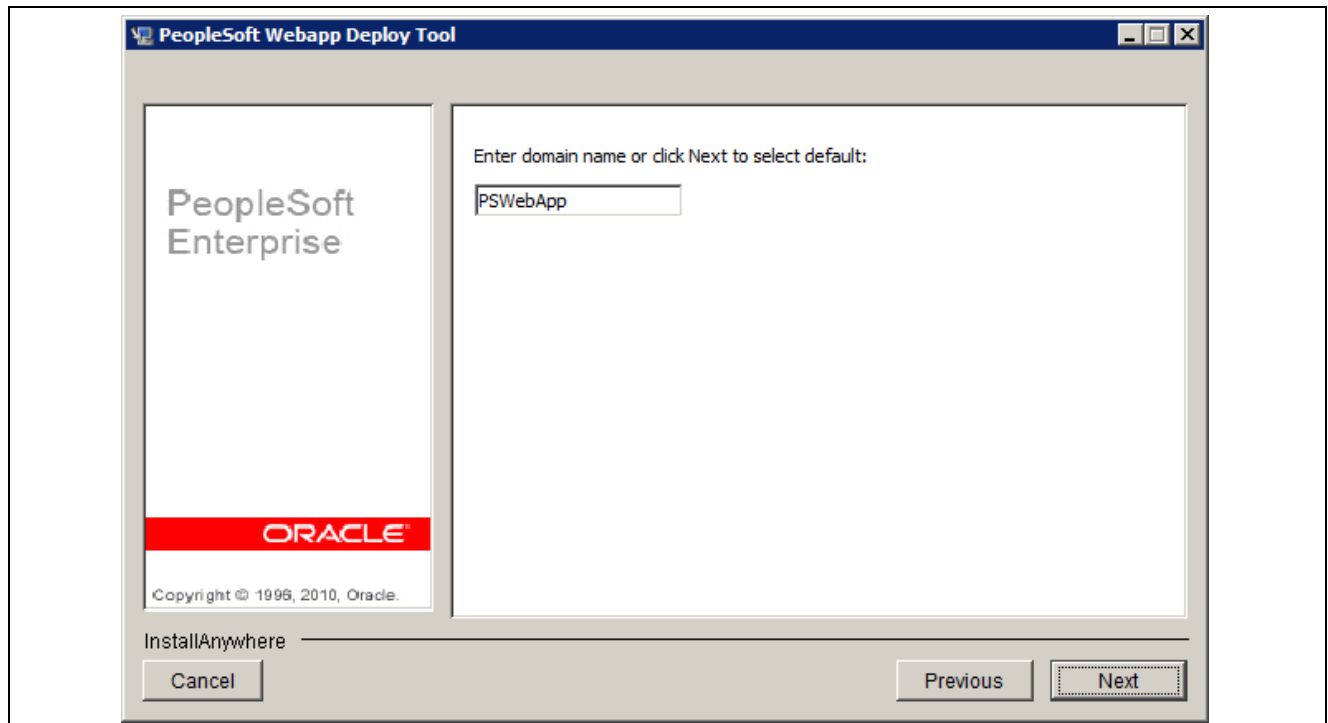 PeopleSoft Webapp Deploy Tool
PeopleSoft
Enterprise
ORACLE
Copyright © 1996, 2010, Oracle.
Enter domain name or click Next to select default:
PSWebApp
InstallAnywhere
Cancel
Previous
Next